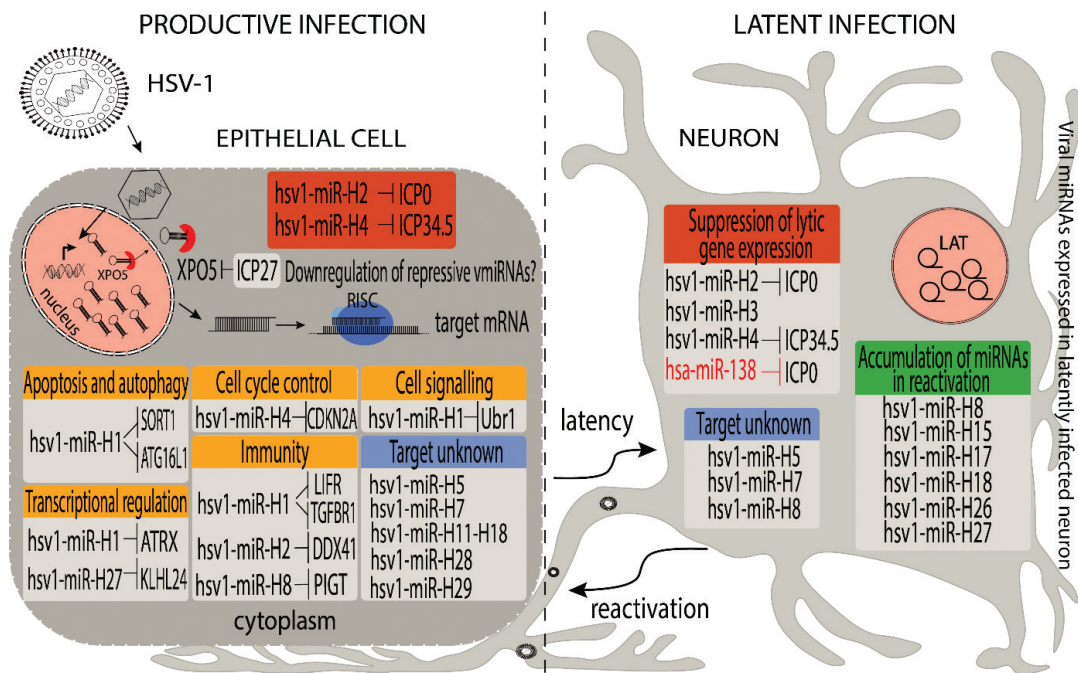 PRODUCTIVE INFECTION
LATENT INFECTION
HSV-1
EPITHELIAL CELL
NEURON
hsv1-miR-H2 ICP0
hsv1-miR-H4 ICP34.5
XPO5
nucleus
XPO5 ICP27 Downregulation of repressive vmiRNAs?
RISC
target mRNA
Apoptosis and autophagy
hsv1-miR-H1
SORT1
ATG16L1
Transcriptional regulation
hsv1-miR-H1 ATRX
hsv1-miR-H27 KLHL24
Cell cycle control
hsv1-miR-H4 CDKN2A
Immunity
hsv1-miR-H1
LIFR
TGFBR1
hsv1-miR-H2 DDX41
hsv1-miR-H8 PIGT
Cell signalling
hsv1-miR-H1 Ubr1
Target unknown
hsv1-miR-H5
hsv1-miR-H7
hsv1-miR-H11-H18
hsv1-miR-H28
hsv1-miR-H29
cytoplasm
latency
reactivation
Suppression of lytic
gene expression
hsv1-miR-H2 ICP0
hsv1-miR-H3
hsv1-miR-H4 ICP34.5
hsa-miR-138 ICP0
Target unknown
hsv1-miR-H5
hsv1-miR-H7
hsv1-miR-H8
LAT
Accumulation of miRNAs
in reactivation
hsv1-miR-H8
hsv1-miR-H15
hsv1-miR-H17
hsv1-miR-H18
hsv1-miR-H26
hsv1-miR-H27
Viral miRNAs expressed in latently infected neuron